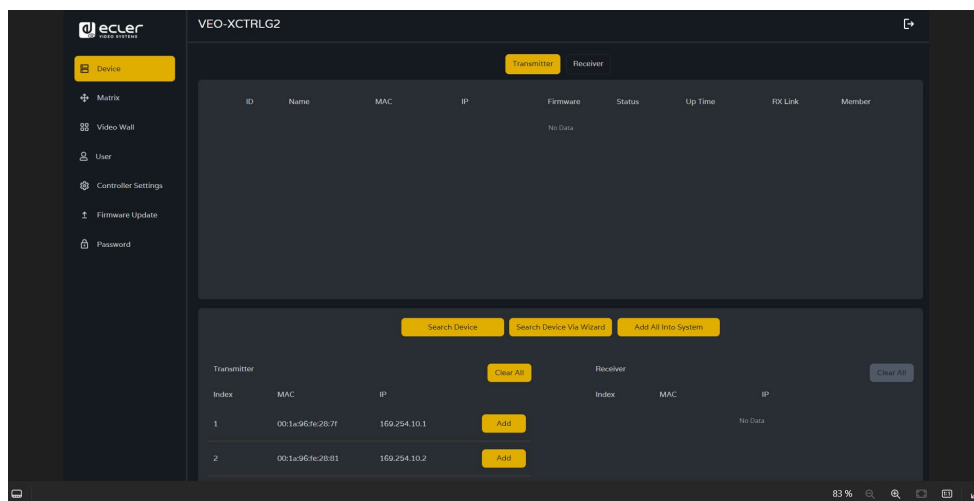 ecler
VIDEO SYSTEMS
VEO-XCTRLG2
Device
Matrix
Video Wall
User
Controller Settings
Firmware Update
Password
Transmitter Receiver
ID Name MAC IP Firmware Status Up Time RX Link Member
No Data
Search Device Search Device Via Wizard Add All Into System
Transmitter Clear All
Index MAC IP
1 00:1a:96:fe:28:7f 169.254.10.1 Add
2 00:1a:96:fe:28:81 169.254.10.2 Add
Receiver Clear All
Index MAC IP
No Data
83 %